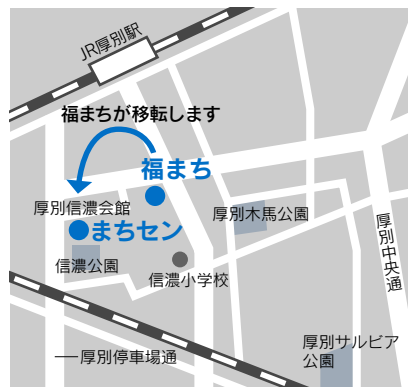 JR厚別駅
福まちが移転します
福まち
厚別信濃会館
まちセン
厚別木馬公園
信濃公園
信濃小学校
厚別中央通
厚別サルビア
公園
厚別停車場通